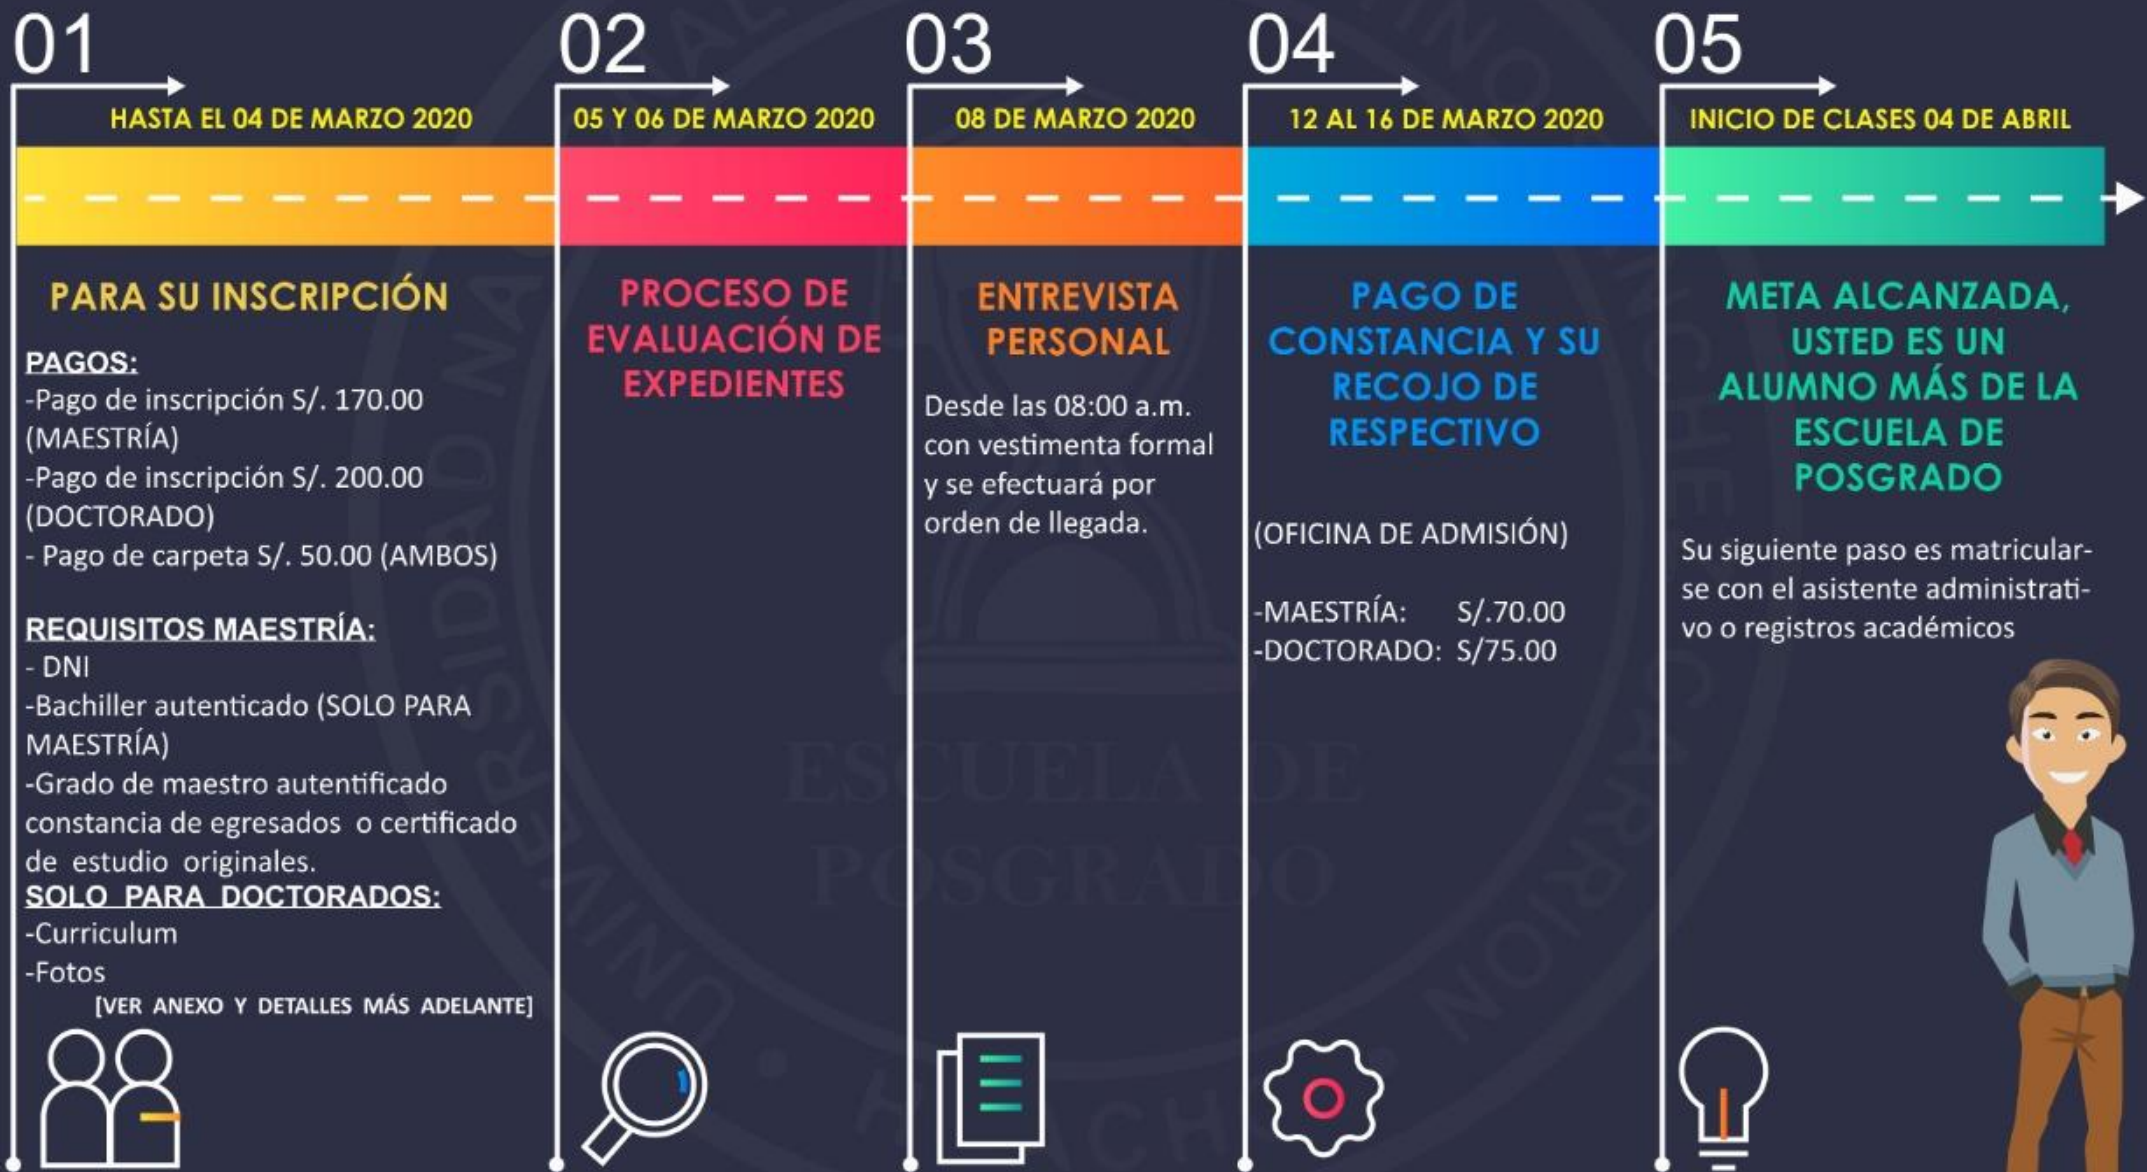 01
HASTA EL 04 DE MARZO 2020
PARA SU INSCRIPCIÓN
PAGOS:
-Pago de inscripción S/. 170.00
(MAESTRÍA)
-Pago de inscripción S/. 200.00
(DOCTORADO)
- Pago de carpeta S/. 50.00 (AMBOS)
REQUISITOS MAESTRÍA:
- DNI
-Bachiller autenticado (SOLO PARA
MAESTRÍA)
-Grado de maestro autentificado
constancia de egresados o certificado
de estudio originales.
SOLO PARA DOCTORADOS:
-Curriculum
-Fotos
[VER ANEXO Y DETALLES MÁS ADELANTE]
02
05 Y 06 DE MARZO 2020
PROCESO DE
EVALUACIÓN DE
EXPEDIENTES
03
08 DE MARZO 2020
ENTREVISTA
PERSONAL
Desde las 08:00 a.m.
con vestimenta formal
y se efectuará por
orden de llegada.
04
12 AL 16 DE MARZO 2020
PAGO DE
CONSTANCIA Y SU
RECOJO DE
RESPECTIVO
(OFICINA DE ADMISIÓN)
-MAESTRÍA: S/.70.00
-DOCTORADO: S/75.00
05
INICIO DE CLASES 04 DE ABRIL
META ALCANZADA,
USTED ES UN
ALUMNO MÁS DE LA
ESCUELA DE
POSGRADO
Su siguiente paso es matricular-
se con el asistente administrati-
vo o registros académicos
ESCUELA DE
POSGRADO